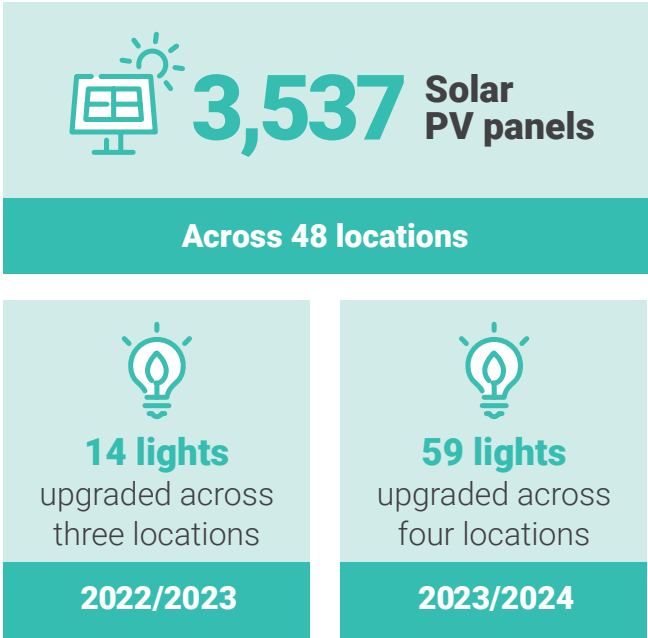 3,537 Solar
PV panels
Across 48 locations
14 lights
upgraded across
three locations
2022/2023
59 lights
upgraded across
four locations
2023/2024